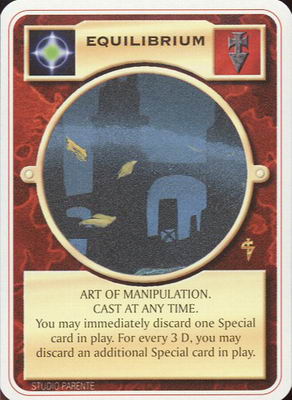 EQUILIBRIUM
ART OF MANIPULATION.
CAST AT ANY TIME.
You may immediately discard one Special
card in play. For every 3 D, you may
discard an additional Special card in play.
STUDIO PARENTE